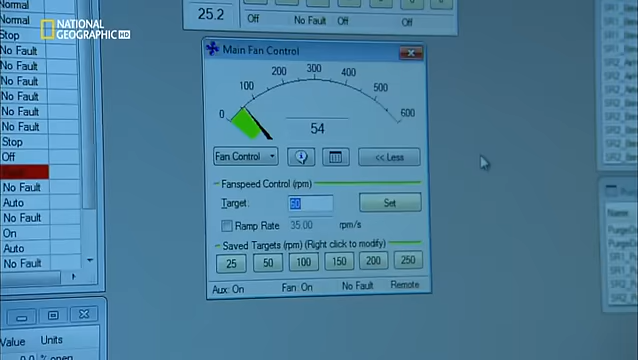 NATIONAL
GEOGRAPHIC HD
Normal
Normal
Stop
No Fault
No Fault
No Fault
No Fault
No Fault
No Fault
Stop
Off
No Fault
Auto
No Fault
On
Auto
No Fault
Value Units
% open
25.2
Off No Fault Off Off
Main Fan Control
0 100 200 300 400 500 600
54
Fan Control << Less
Fanspeed Control (rpm)
Target: 60 Set
Ramp Rate 35.00 rpm/s
Saved Targets (rpm) (Right click to modify)
25 50 100 150 200 250
Aux: On Fan: On No Fault Remote
Name